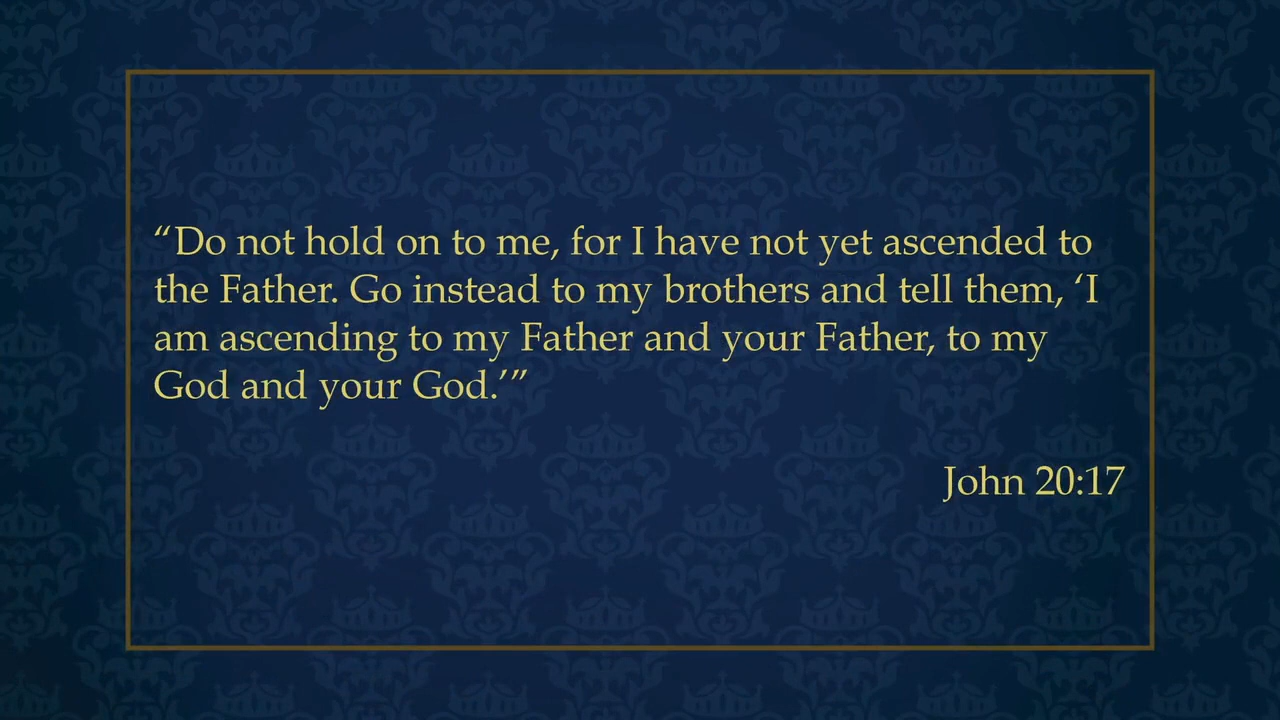 “Do not hold on to me, for I have not yet ascended to
the Father. Go instead to my brothers and tell them, ‘I
am ascending to my Father and your Father, to my
God and your God.’”
John 20:17